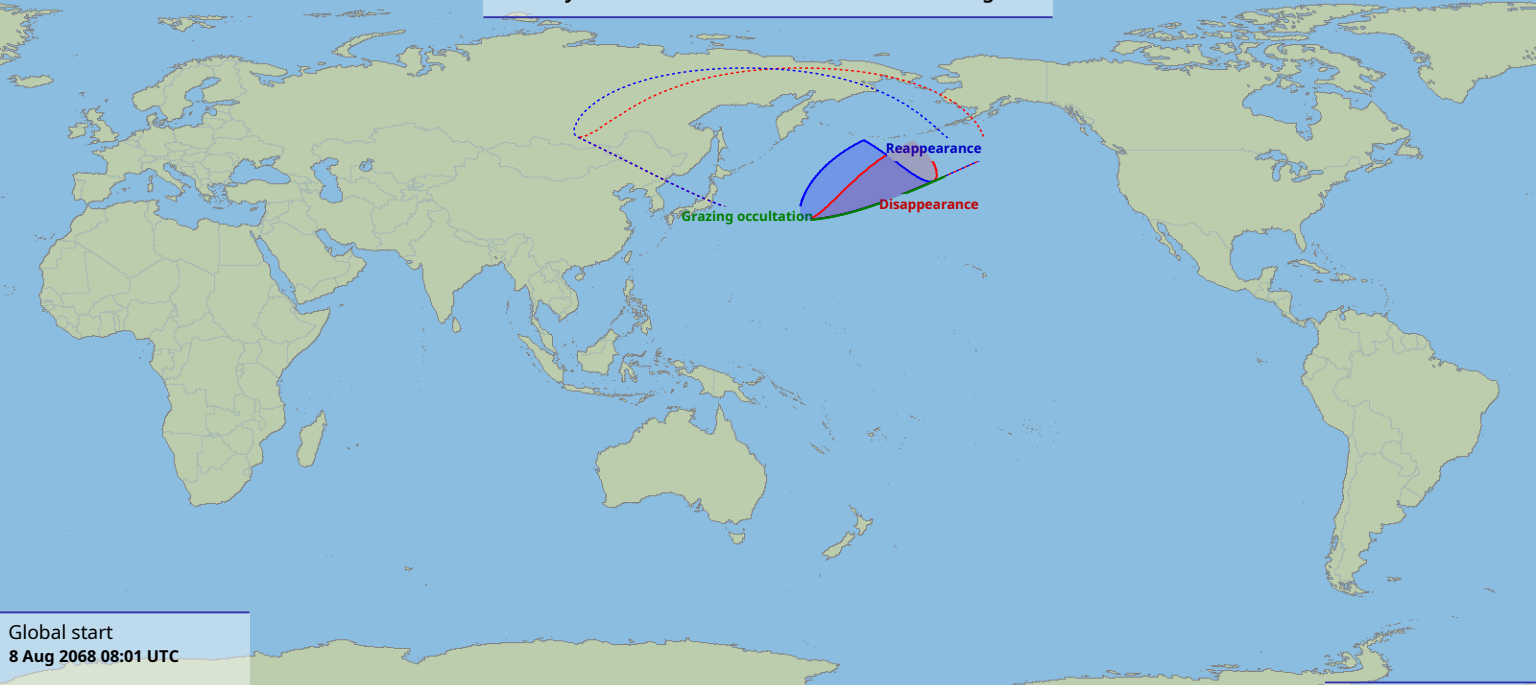 Reappearance
Disappearance
Grazing occultation
Global start
8 Aug 2068 08:01 UTC